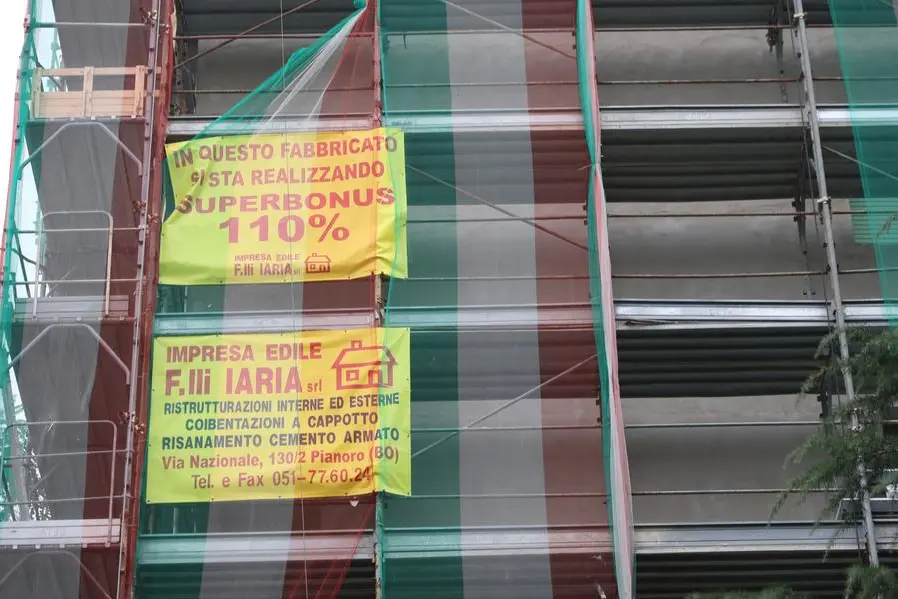 IN QUESTO FABBRICATO
SI STA REALIZZANDO
SUPERBONUS
110%
IMPRESA EDILE
F.lli IARIA srl
IMPRESA EDILE
F.lli IARIA srl
RISTRUTTURAZIONI INTERNE ED ESTERNE
COIBENTAZIONI A CAPPOTTO
RISANAMENTO CEMENTO ARMATO
Via Nazionale, 130/2 Pianoro (BO)
Tel. e Fax 051-77.60.24